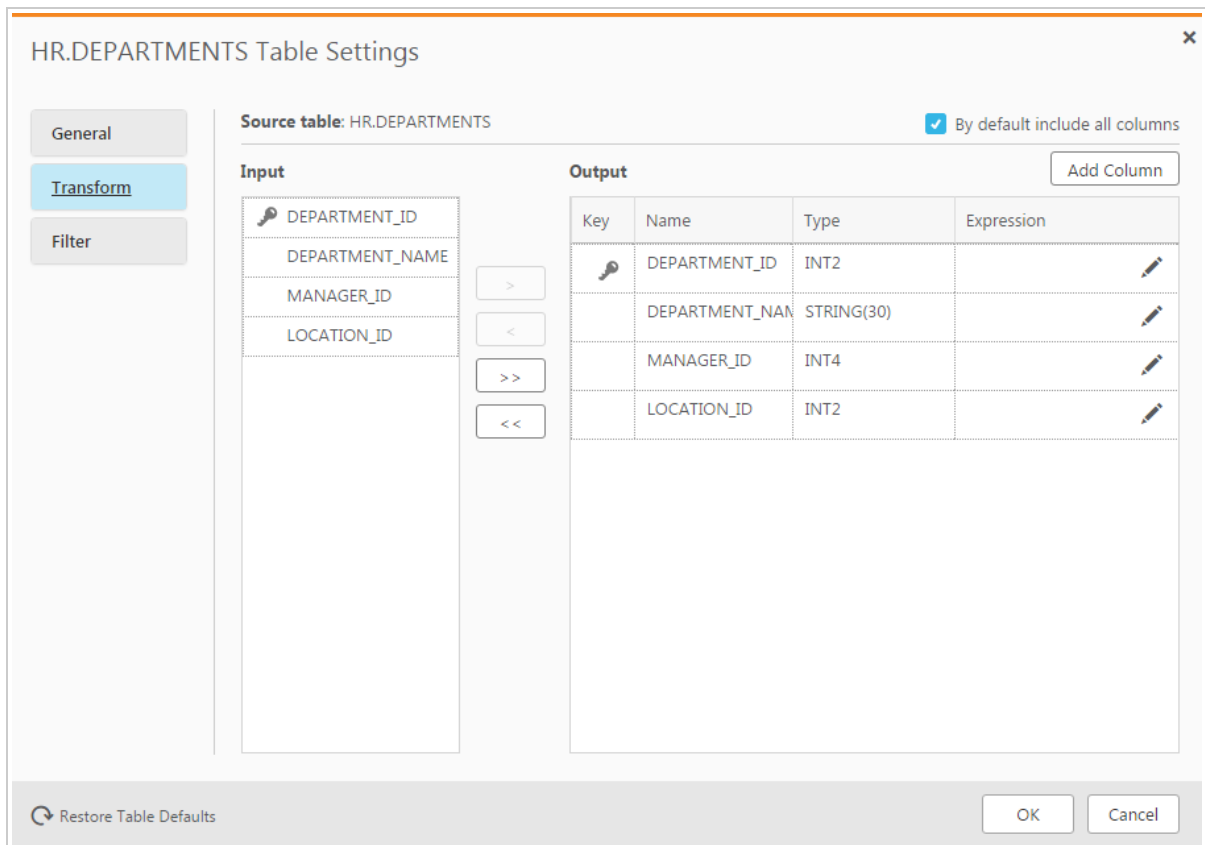 HR.DEPARTMENTS Table Settings
×
General
Transform
Filter
Source table: HR.DEPARTMENTS
By default include all columns
Input
Output
Add Column
DEPARTMENT_ID
DEPARTMENT_NAME
MANAGER_ID
LOCATION_ID
>
<
>>
<<
Key Name Type Expression
DEPARTMENT_ID INT2
DEPARTMENT_NAM STRING(30)
MANAGER_ID INT4
LOCATION_ID INT2
Restore Table Defaults
OK
Cancel